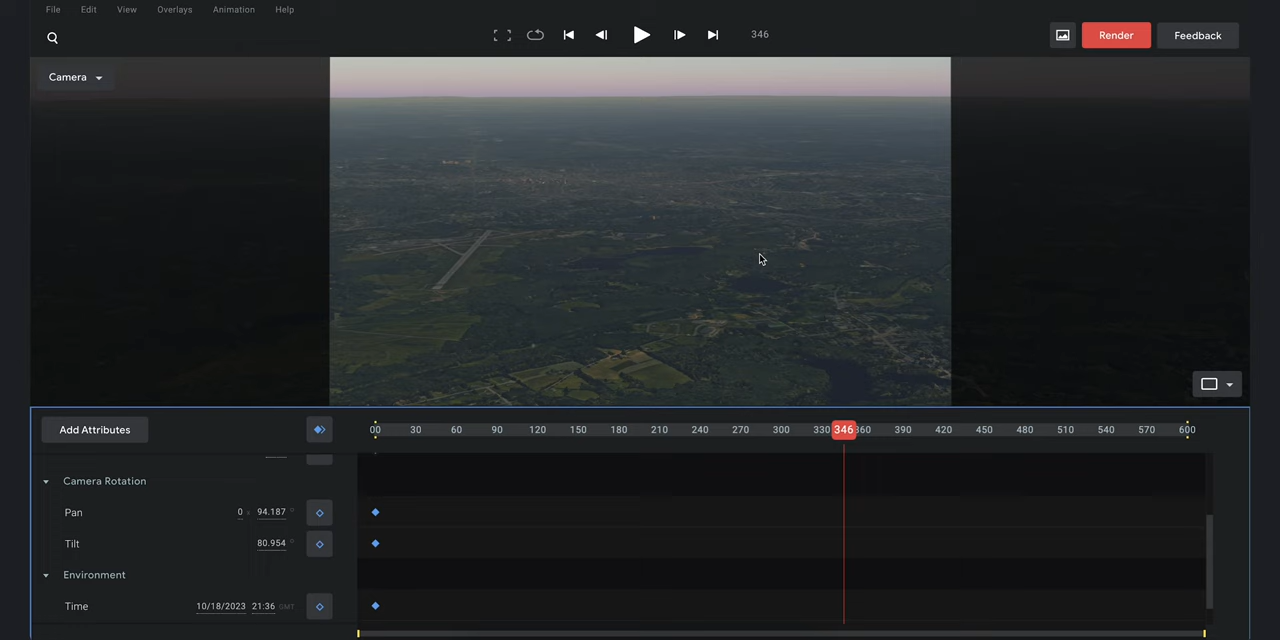 File Edit View Overlays Animation Help
346 Render Feedback
Camera
Add Attributes 00 30 60 90 120 150 180 210 240 270 300 330 346 360 390 420 450 480 510 540 570 600
Camera Rotation
Pan 0 x 94.187 °
Tilt 80.954 °
Environment
Time 10/18/2023 21:36 GMT